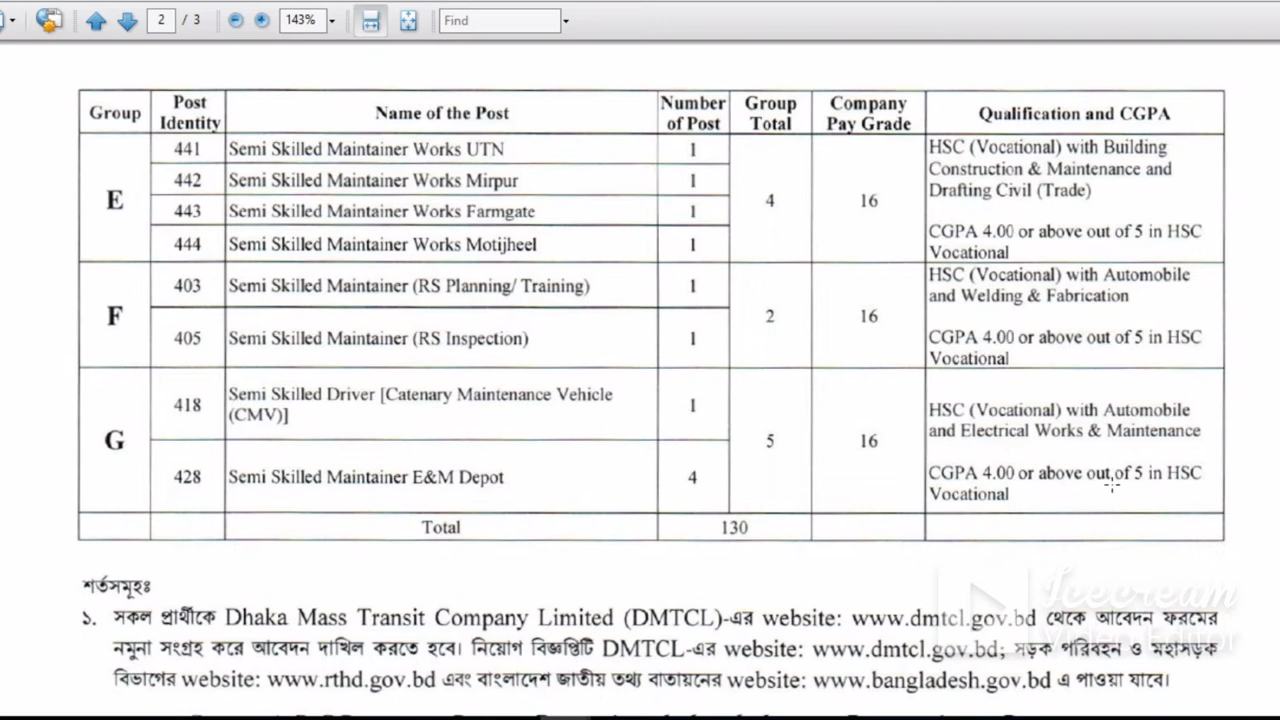 2 / 3
143%
Find
Group
Post Identity
Name of the Post
Number of Post
Group Total
Company Pay Grade
Qualification and CGPA
E
441 Semi Skilled Maintainer Works UTN 1
442 Semi Skilled Maintainer Works Mirpur 1
443 Semi Skilled Maintainer Works Farmgate 1
444 Semi Skilled Maintainer Works Motijheel 1
4
16
HSC (Vocational) with Building
Construction & Maintenance and
Drafting Civil (Trade)
CGPA 4.00 or above out of 5 in HSC
Vocational
F
403 Semi Skilled Maintainer (RS Planning/ Training) 1
405 Semi Skilled Maintainer (RS Inspection) 1
2
16
HSC (Vocational) with Automobile
and Welding & Fabrication
CGPA 4.00 or above out of 5 in HSC
Vocational
G
418 Semi Skilled Driver [Catenary Maintenance Vehicle
(CMV)] 1
428 Semi Skilled Maintainer E&M Depot 4
5
16
HSC (Vocational) with Automobile
and Electrical Works & Maintenance
CGPA 4.00 or above out of 5 in HSC
Vocational
Total 130
শর্তসমূহঃ
১. সকল প্রার্থীকে Dhaka Mass Transit Company Limited (DMTCL)-এর website: www.dmtcl.gov.bd থেকে আবেদন ফরমের
নমুনা সংগ্রহ করে আবেদন দাখিল করতে হবে। নিয়োগ বিজ্ঞপ্তিটি DMTCL-এর website: www.dmtcl.gov.bd; সড়ক পরিবহন ও মহাসড়ক
বিভাগের website: www.rthd.gov.bd এবং বাংলাদেশ জাতীয় তথ্য বাতায়নের website: www.bangladesh.gov.bd এ পাওয়া যাবে।
Icecream
Video Editor